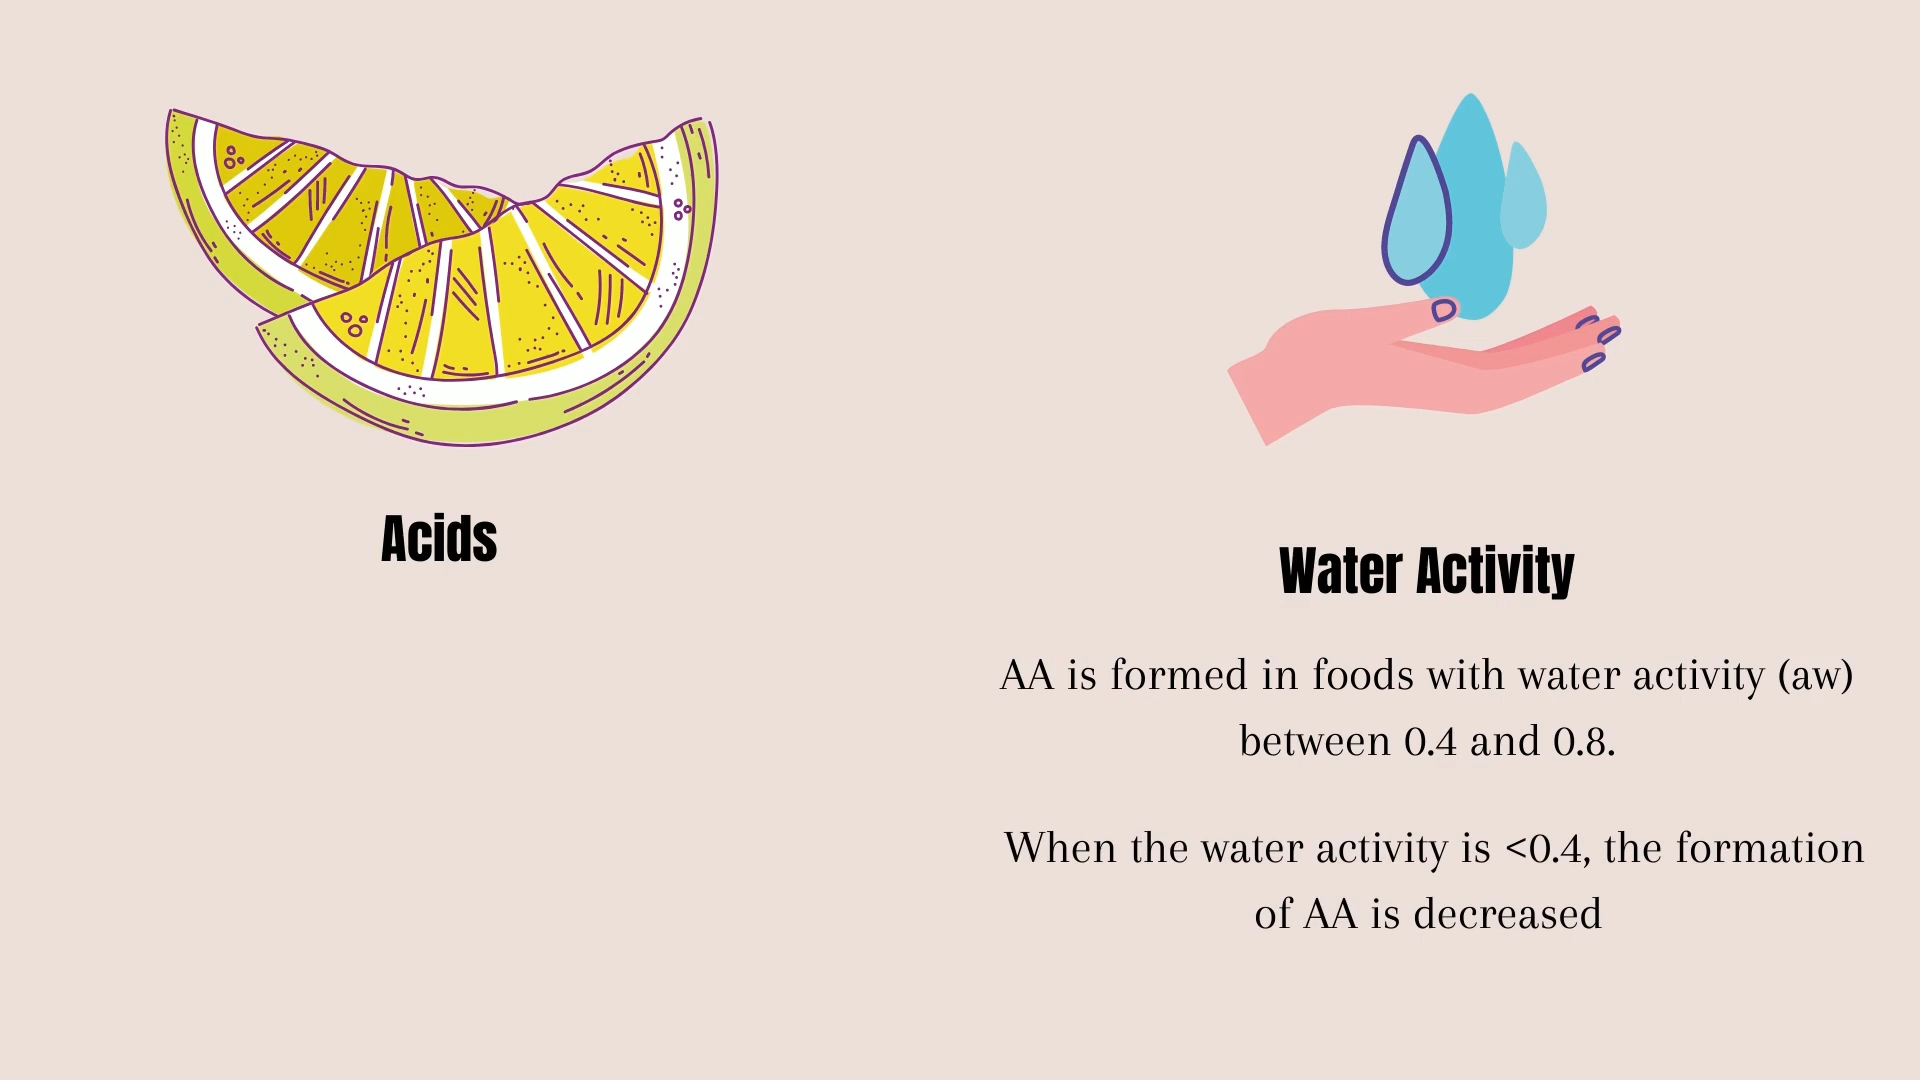 Acids
Water Activity
AA is formed in foods with water activity (aw)
between 0.4 and 0.8.
When the water activity is <0.4, the formation
of AA is decreased